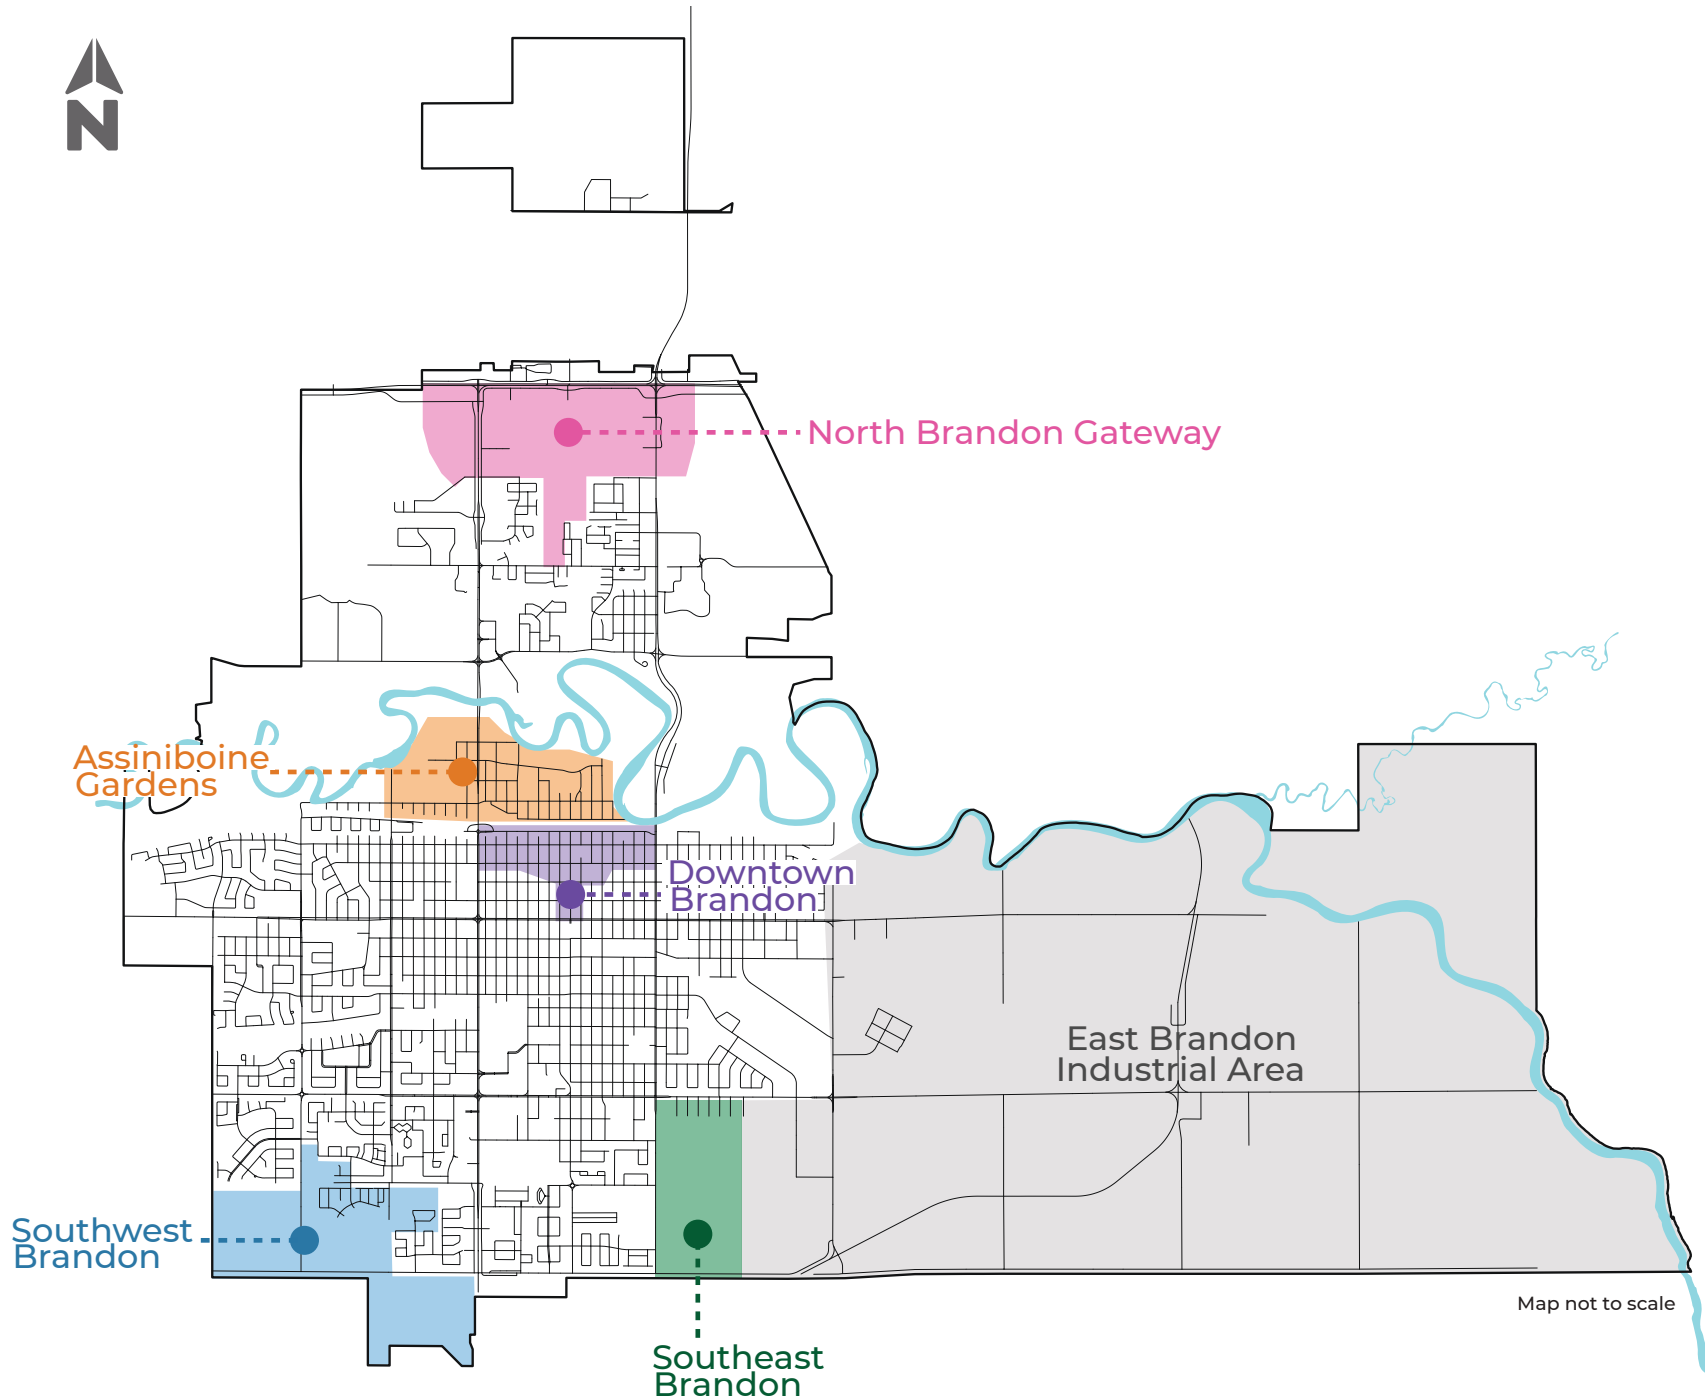 N
North Brandon Gateway
Assiniboine
Gardens
Downtown
Brandon
East Brandon
Industrial Area
Southwest
Brandon
Map not to scale
Southeast
Brandon